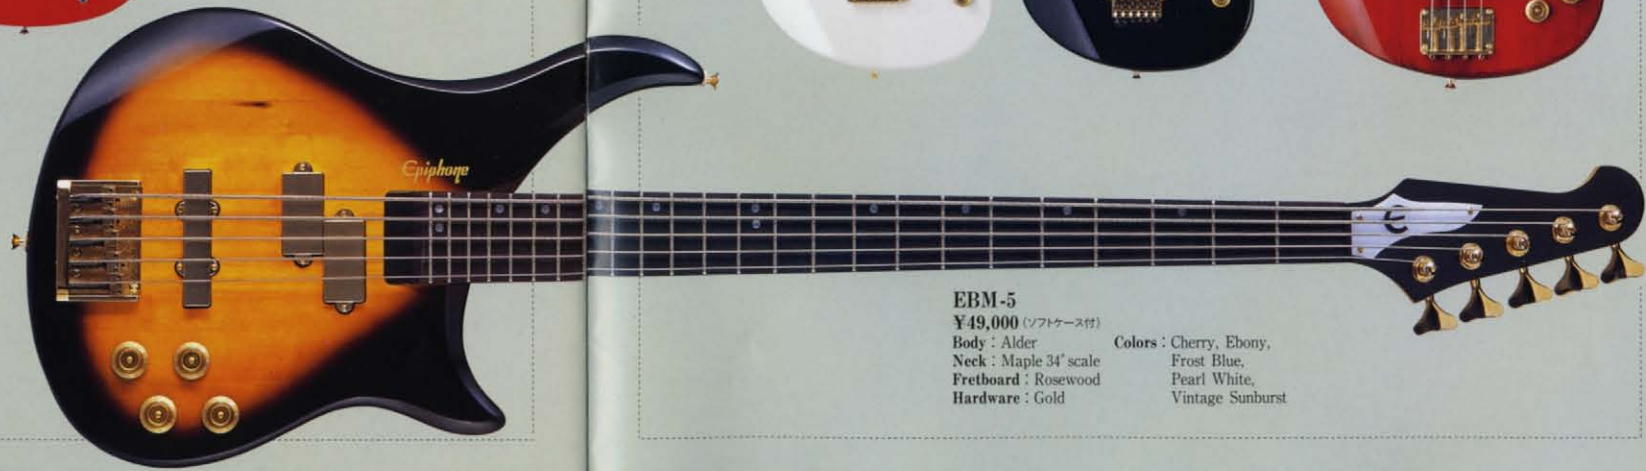 Epiphone
EBM-5
¥49,000 (ソフトケース付)
Body : Alder
Neck : Maple 34" scale
Fretboard : Rosewood
Hardware : Gold
Colors : Cherry, Ebony,
Frost Blue,
Pearl White,
Vintage Sunburst